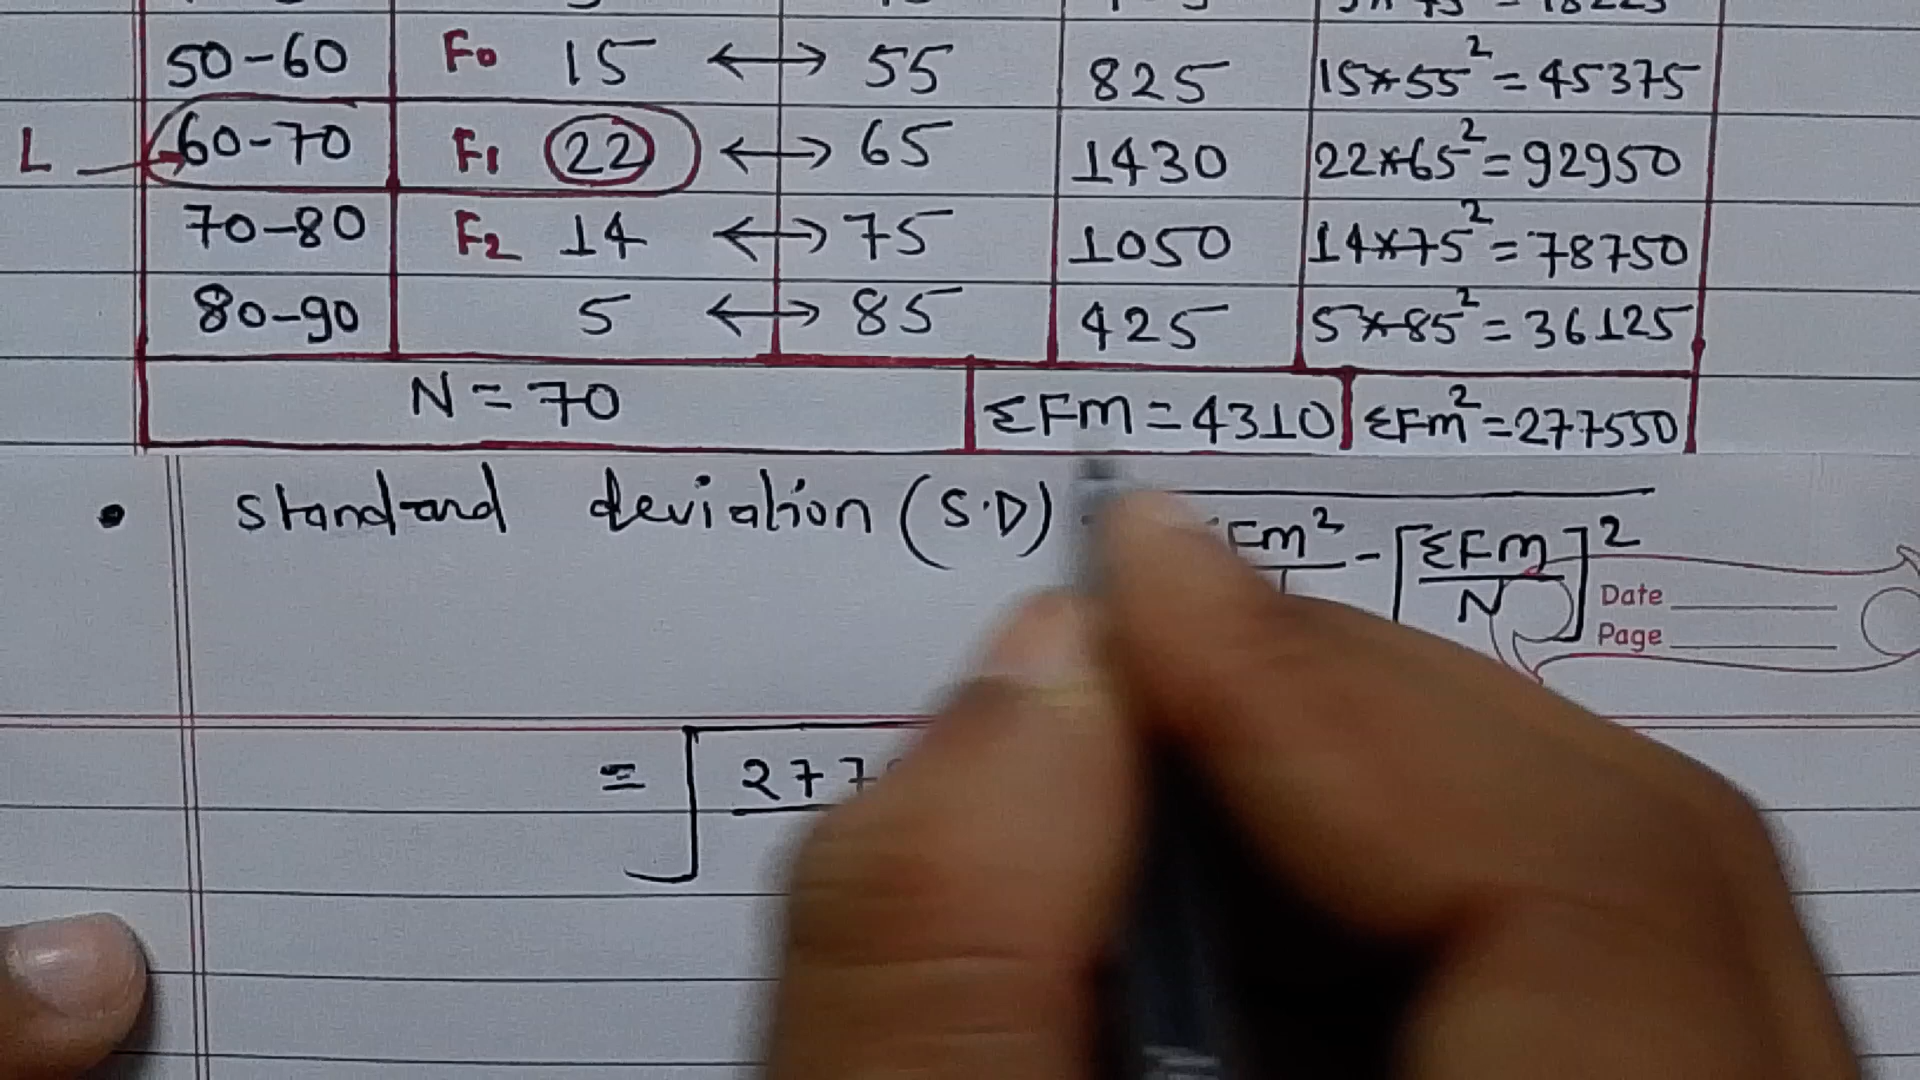 50-60 F0 15 ↔ 55 825 15*55² = 45375
L → 60-70 F1 22 ↔ 65 1430 22*65² = 92950
70-80 F2 14 ↔ 75 1050 14*75² = 78750
80-90 5 ↔ 85 425 5*85² = 36125
N = 70 ΣFm = 4310 ΣFm² = 277550
• standard deviation (S.D) Fm² - [ΣFm/N]²
Date
Page
= √277